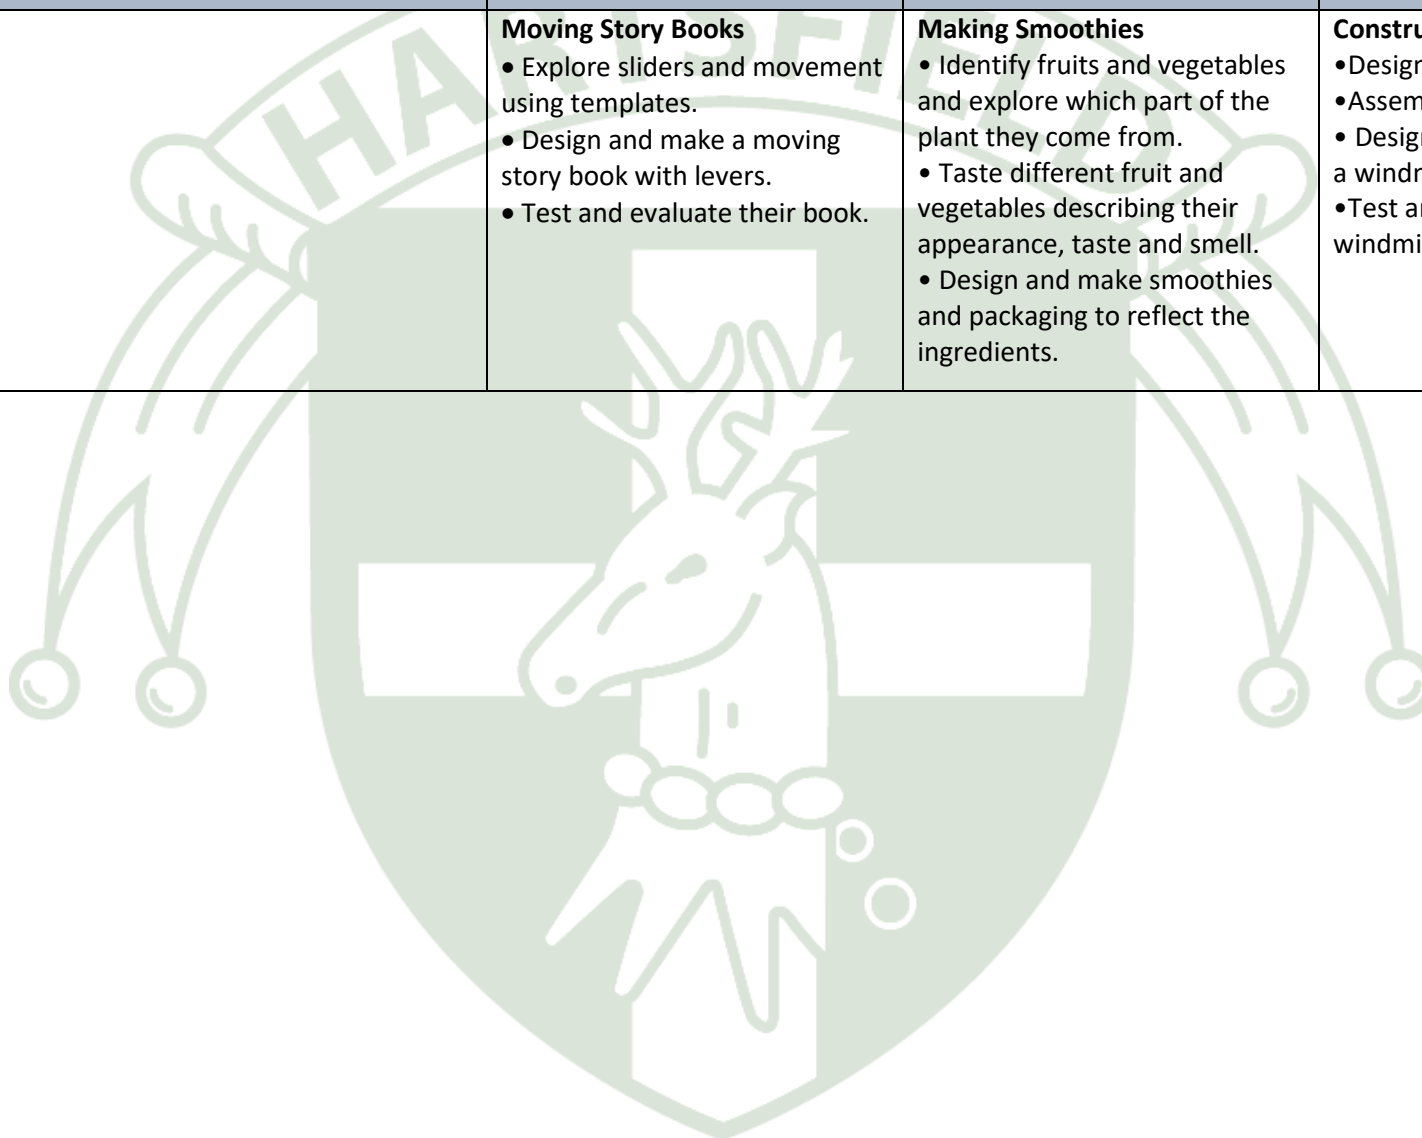 HARTSFIELD
Moving Story Books
• Explore sliders and movement
using templates.
• Design and make a moving
story book with levers.
• Test and evaluate their book.
Making Smoothies
• Identify fruits and vegetables
and explore which part of the
plant they come from.
• Taste different fruit and
vegetables describing their
appearance, taste and smell.
• Design and make smoothies
and packaging to reflect the
ingredients.
•
•
•
a
•Test